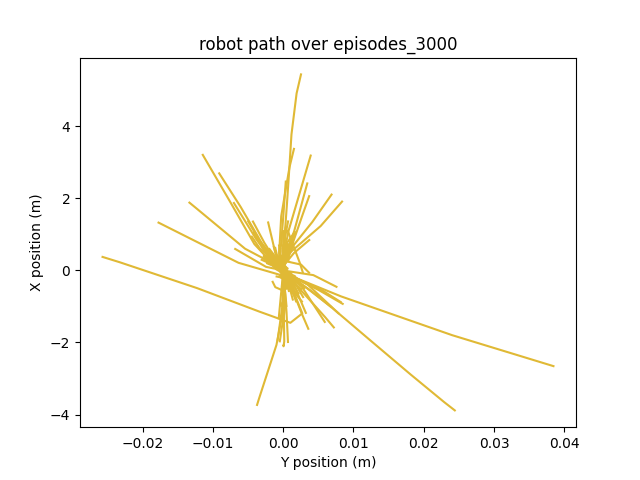 robot path over episodes_3000
X position (m)
4
2
0
−2
−4
−0.02 −0.01 0.00 0.01 0.02 0.03 0.04
Y position (m)